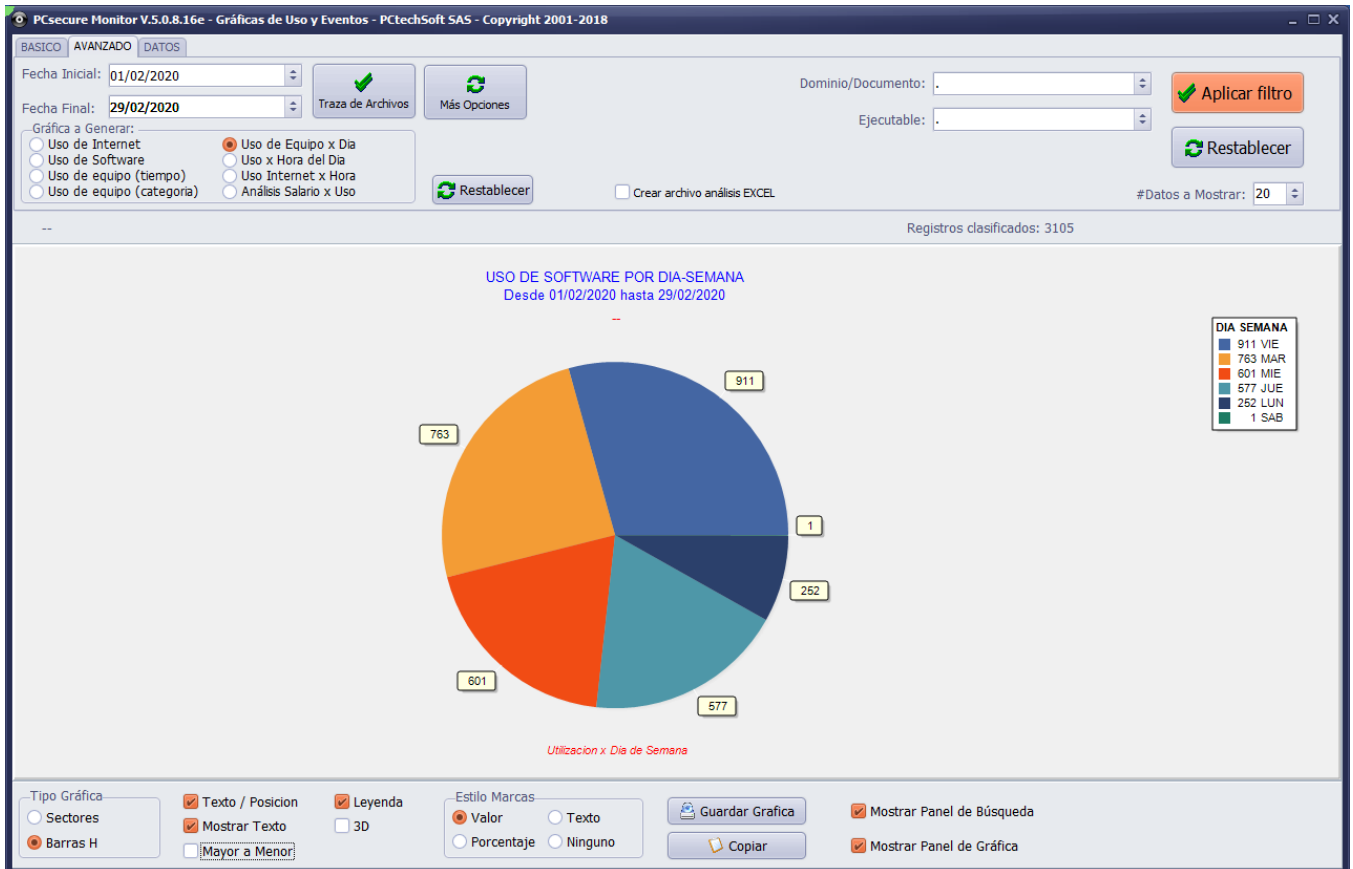 PCsecure Monitor V.5.0.8.16e - Gráficas de Uso y Eventos - PCtechSoft SAS - Copyright 2001-2018
BASICO AVANZADO DATOS
Fecha Inicial: 01/02/2020
Fecha Final: 29/02/2020
Traza de Archivos
Más Opciones
Dominio/Documento: .
Ejecutable: .
Aplicar filtro
Restablecer
Gráfica a Generar:
Uso de Internet
Uso de Software
Uso de equipo (tiempo)
Uso de equipo (categoria)
Uso de Equipo x Dia
Uso x Hora del Dia
Uso Internet x Hora
Análisis Salario x Uso
Restablecer
Crear archivo análisis EXCEL
#Datos a Mostrar: 20
--
Registros clasificados: 3105
USO DE SOFTWARE POR DIA-SEMANA
Desde 01/02/2020 hasta 29/02/2020
--
DIA SEMANA
911 VIE
763 MAR
601 MIE
577 JUE
252 LUN
1 SAB
911
763
1
252
601
577
Utilizacion x Dia de Semana
Tipo Gráfica
Sectores
Barras H
Texto / Posicion
Mostrar Texto
Mayor a Menor
Leyenda
3D
Estilo Marcas
Valor
Texto
Porcentaje
Ninguno
Guardar Grafica
Copiar
Mostrar Panel de Búsqueda
Mostrar Panel de Gráfica